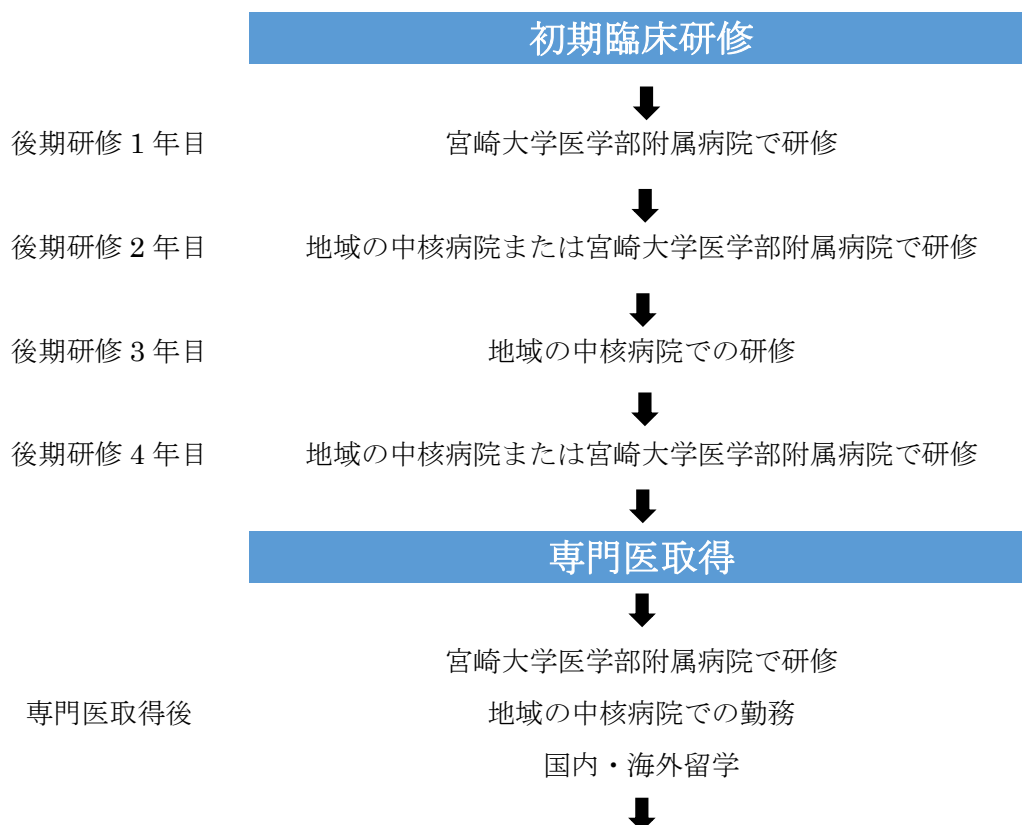 初期臨床研修
後期研修 1 年目 宮崎大学医学部附属病院で研修
後期研修 2 年目 地域の中核病院または宮崎大学医学部附属病院で研修
後期研修 3 年目 地域の中核病院での研修
後期研修 4 年目 地域の中核病院または宮崎大学医学部附属病院で研修
専門医取得
宮崎大学医学部附属病院で研修
専門医取得後 地域の中核病院での勤務
国内・海外留学